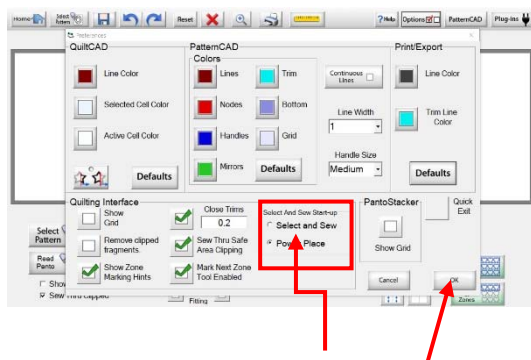 Home
Select Pattern
Reset
Help
Options
PatternCAD
Plug-Ins
Preferences
QuiltCAD
Line Color
Selected Cell Color
Active Cell Color
Defaults
PatternCAD
Colors
Lines
Trim
Nodes
Bottom
Handles
Grid
Mirrors
Defaults
Continuous Lines
Line Width
1
Handle Size
Medium
Print/Export
Line Color
Trim Line Color
Defaults
Quilting Interface
Show Grid
Remove clipped fragments.
Show Zone Marking Hints
Close Trims
0.2
Sew Thru Safe Area Clipping
Mark Next Zone Tool Enabled
Select And Sew Start-up
Select and Sew
Place
PantoStacker
Show Grid
Quick Exit
Cancel
OK
Select Pattern
Read Panto
Show
Sew Thru Clipped
Fitting
Zones